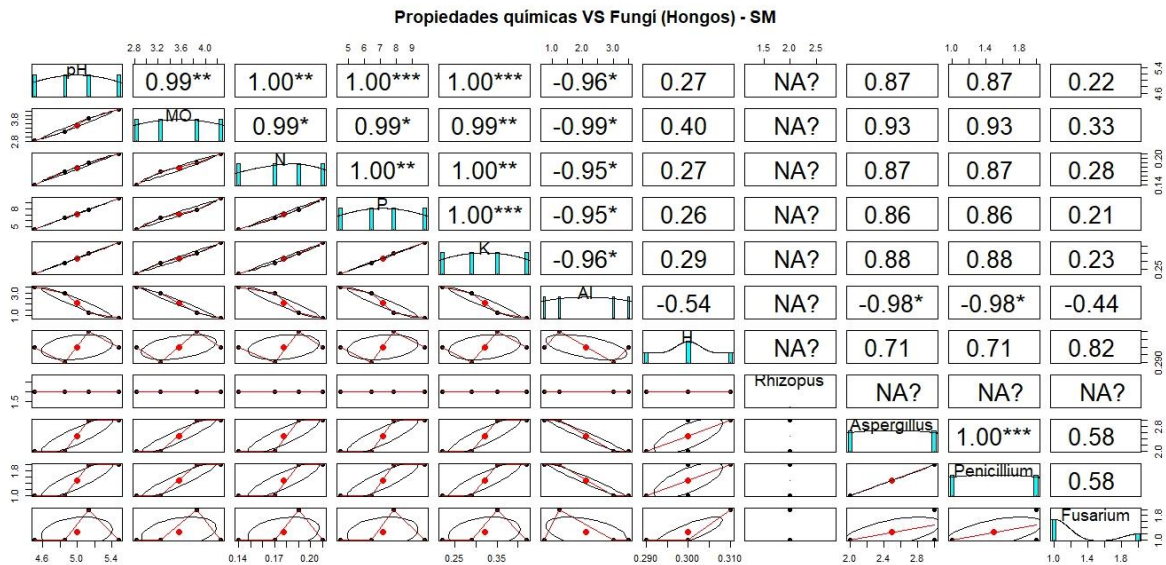 Propiedades químicas VS Fungí (Hongos) - SM
2.8 3.2 3.6 4.0
5 6 7 8 9
1.0 2.0 3.0
1.5 2.0 2.5
1.0 1.4 1.8
pH 0.99** 1.00** 1.00*** 1.00*** -0.96* 0.27 NA? 0.87 0.87 0.22
4.6 5.4
2.8 3.8
MO 0.99* 0.99* 0.99** -0.99* 0.40 NA? 0.93 0.93 0.33
N 1.00** 1.00** -0.95* 0.27 NA? 0.87 0.87 0.28
0.14 0.20
5 8
P 1.00*** -0.95* 0.26 NA? 0.86 0.86 0.21
K -0.96* 0.29 NA? 0.88 0.88 0.23
0.25
1.0 3.0
Al -0.54 NA? -0.98* -0.98* -0.44
H NA? 0.71 0.71 0.82
0.290
1.5
Rhizopus NA? NA? NA?
Aspergillus 1.00*** 0.58
2.0 2.8
1.0 1.8
Penicillium 0.58
Fusarium
1.0 1.8
4.6 5.0 5.4
0.14 0.17 0.20
0.25 0.35
0.290 0.300 0.310
2.0 2.4 2.8
1.0 1.4 1.8